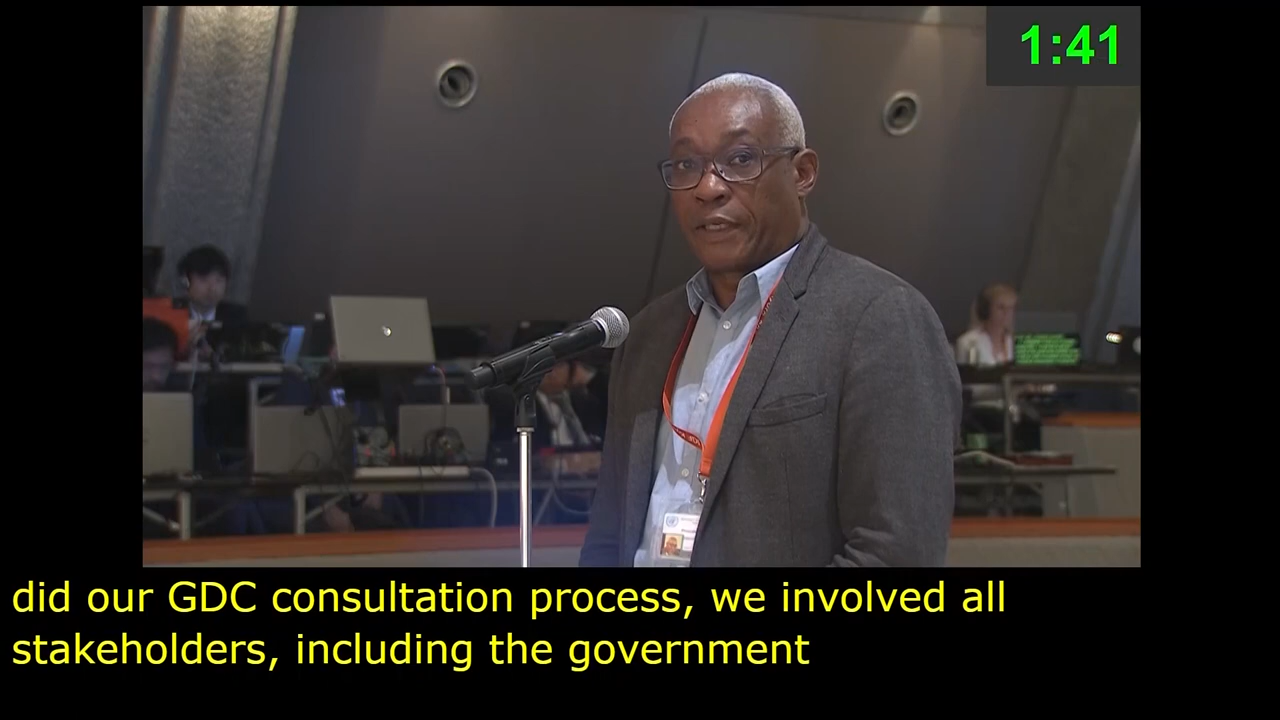 1:41
did our GDC consultation process, we involved all
stakeholders, including the government